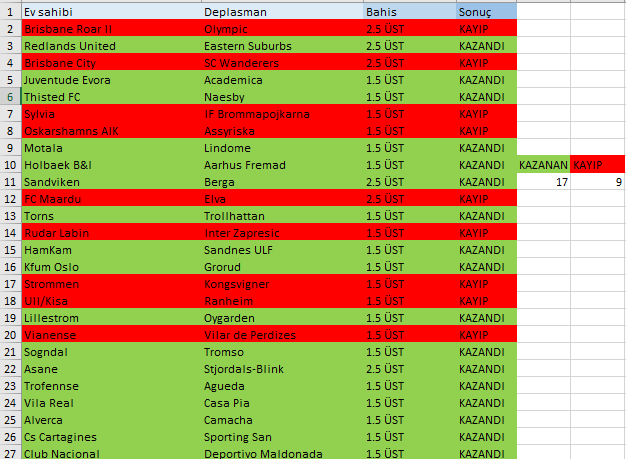 1 Ev sahibi Deplasman Bahis Sonuç
2 Brisbane Roar II Olympic 2.5 ÜST KAYIP
3 Redlands United Eastern Suburbs 2.5 ÜST KAZANDI
4 Brisbane City SC Wanderers 2.5 ÜST KAYIP
5 Juventude Evora Academica 1.5 ÜST KAZANDI
6 Thisted FC Naesby 1.5 ÜST KAZANDI
7 Sylvia IF Brommapojkarna 1.5 ÜST KAYIP
8 Oskarshamns AIK Assyriska 1.5 ÜST KAYIP
9 Motala Lindome 1.5 ÜST KAZANDI
10 Holbaek B&I Aarhus Fremad 1.5 ÜST KAZANDI KAZANAN KAYIP
11 Sandviken Berga 2.5 ÜST KAZANDI 17 9
12 FC Maardu Elva 2.5 ÜST KAYIP
13 Torns Trollhattan 1.5 ÜST KAZANDI
14 Rudar Labin Inter Zapresic 1.5 ÜST KAYIP
15 HamKam Sandnes ULF 1.5 ÜST KAZANDI
16 Kfum Oslo Grorud 1.5 ÜST KAZANDI
17 Strommen Kongsvigner 1.5 ÜST KAYIP
18 Ull/Kisa Ranheim 1.5 ÜST KAYIP
19 Lillestrom Oygarden 1.5 ÜST KAZANDI
20 Vianense Vilar de Perdizes 1.5 ÜST KAYIP
21 Sogndal Tromso 1.5 ÜST KAZANDI
22 Asane Stjordals-Blink 2.5 ÜST KAZANDI
23 Trofennse Agueda 1.5 ÜST KAZANDI
24 Vila Real Casa Pia 1.5 ÜST KAZANDI
25 Alverca Camacha 1.5 ÜST KAZANDI
26 Cs Cartagines Sporting San 1.5 ÜST KAZANDI
27 Club Nacional Deportivo Maldonada 1.5 ÜST KAZANDI